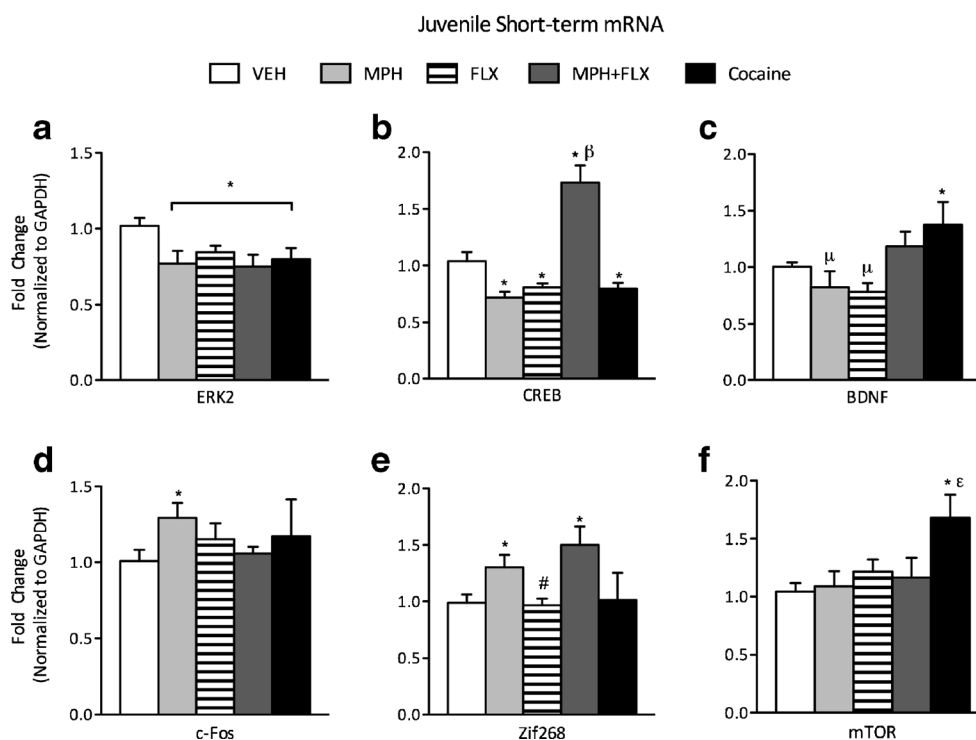 Juvenile Short-term mRNA
VEH MPH FLX MPH+FLX Cocaine
a
Fold Change
(Normalized to GAPDH)
1.5
1.0
0.5
0.0
*
ERK2
b
2.0
1.5
1.0
0.5
0.0
* * * β *
CREB
c
2.0
1.5
1.0
0.5
0.0
μ μ *
BDNF
d
Fold Change
(Normalized to GAPDH)
1.5
1.0
0.5
0.0
*
c-Fos
e
2.0
1.5
1.0
0.5
0.0
* # *
Zif268
f
2.0
1.5
1.0
0.5
0.0
* ε
mTOR